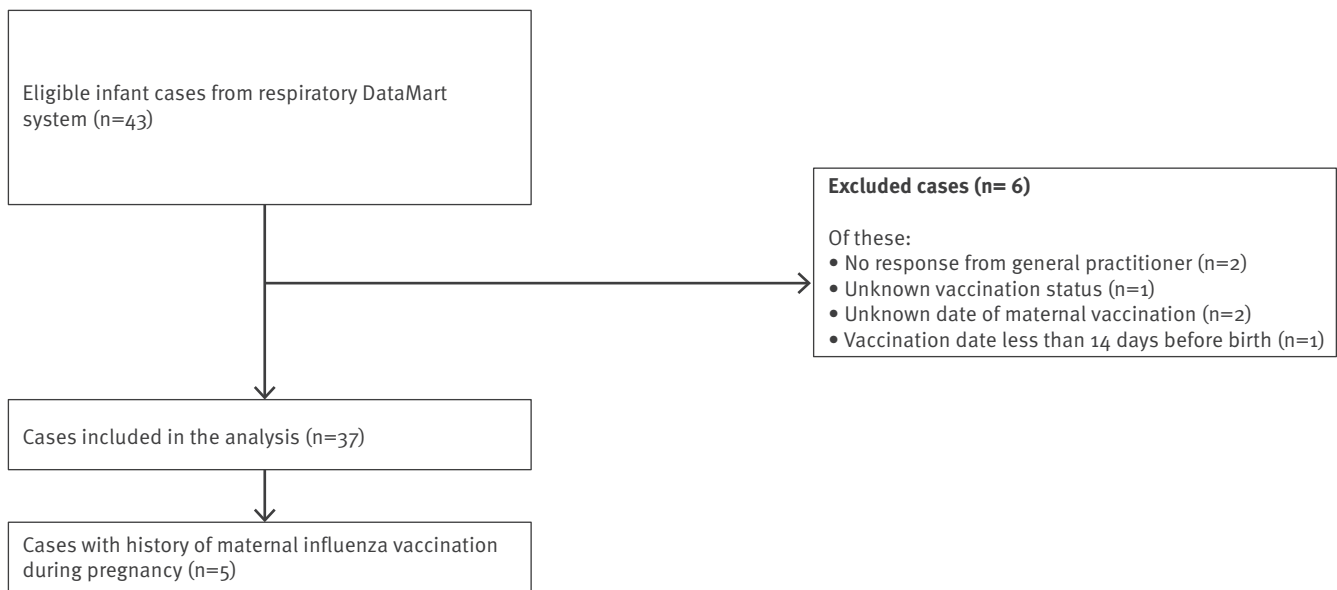 Eligible infant cases from respiratory DataMart
system (n=43)
Excluded cases (n= 6)
Of these:
• No response from general practitioner (n=2)
• Unknown vaccination status (n=1)
• Unknown date of maternal vaccination (n=2)
• Vaccination date less than 14 days before birth (n=1)
Cases included in the analysis (n=37)
Cases with history of maternal influenza vaccination
during pregnancy (n=5)